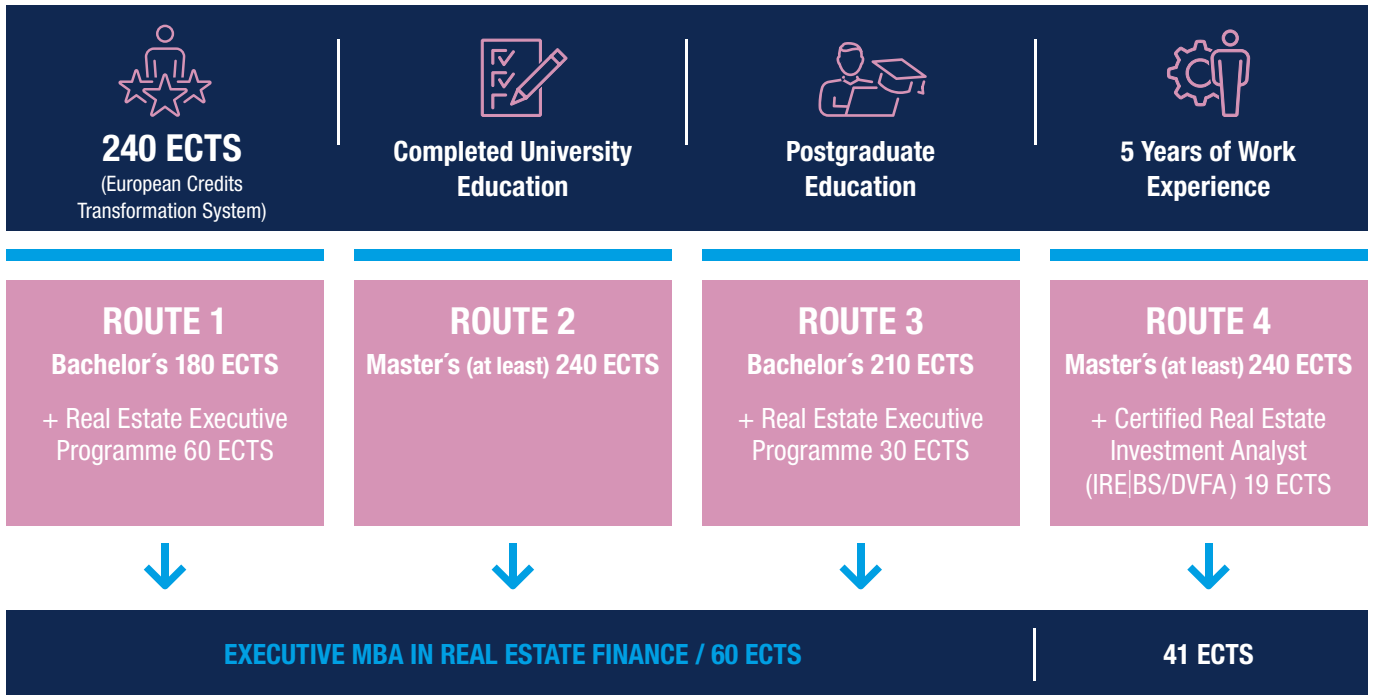 240 ECTS
(European Credits
Transformation System)
Completed University
Education
Postgraduate
Education
5 Years of Work
Experience
ROUTE 1
Bachelor´s 180 ECTS
+ Real Estate Executive
Programme 60 ECTS
ROUTE 2
Master´s (at least) 240 ECTS
ROUTE 3
Bachelor´s 210 ECTS
+ Real Estate Executive
Programme 30 ECTS
ROUTE 4
Master´s (at least) 240 ECTS
+ Certified Real Estate
Investment Analyst
(IRE|BS/DVFA) 19 ECTS
EXECUTIVE MBA IN REAL ESTATE FINANCE / 60 ECTS
41 ECTS